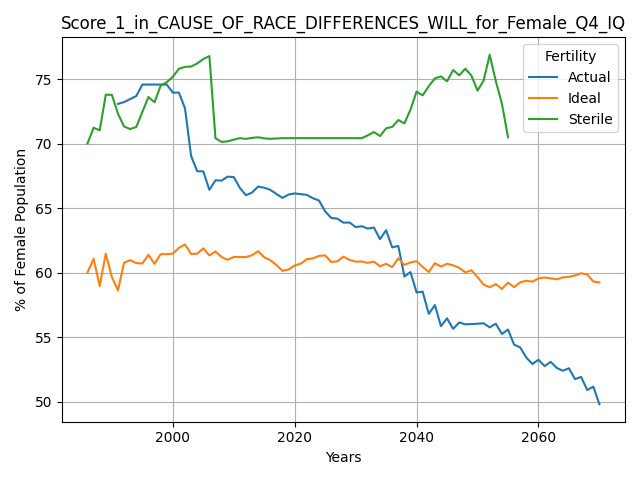 Score_1_in_CAUSE_OF_RACE_DIFFERENCES_WILL_for_Female_Q4_IQ
Fertility
Actual
Ideal
Sterile
% of Female Population
75
70
65
60
55
50
2000
2020
2040
2060
Years